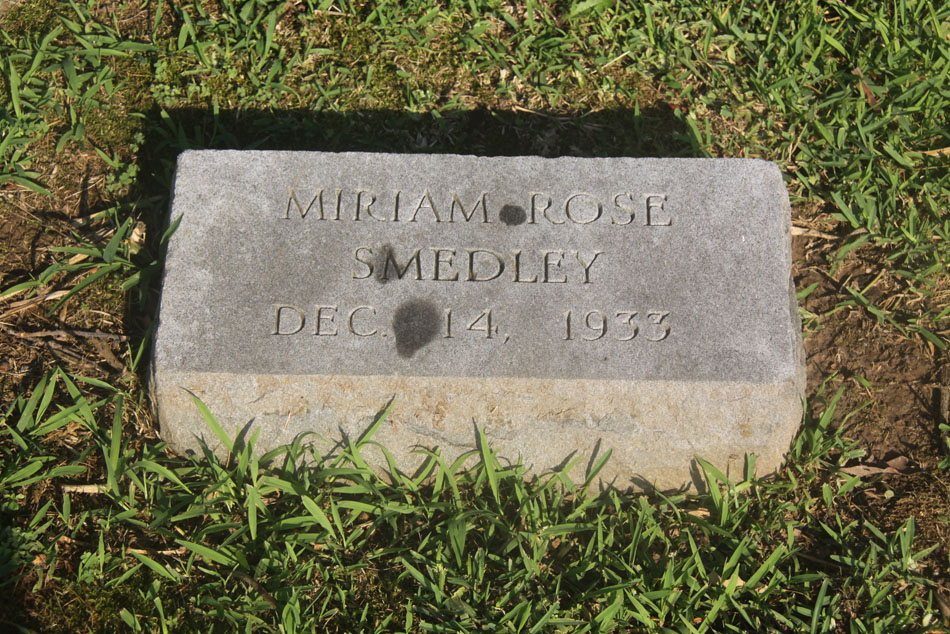 MIRIAM ROSE
SMEDLEY
DEC. 14, 1933